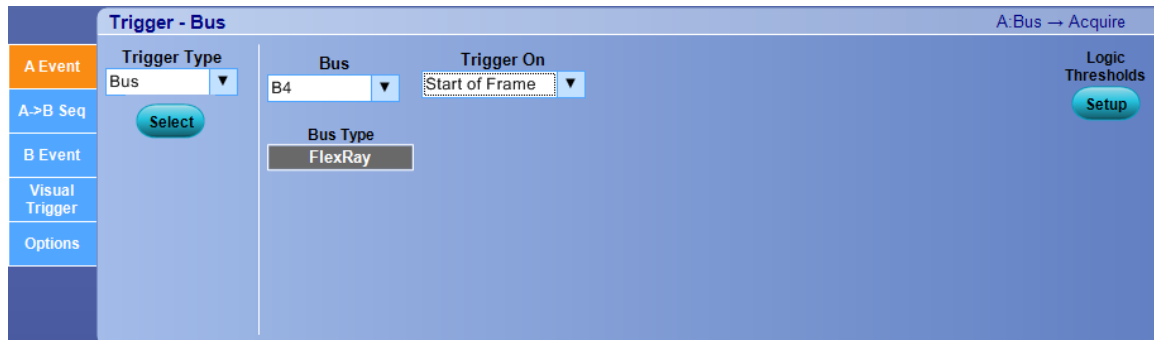 Trigger - Bus
A:Bus → Acquire
A Event
A->B Seq
B Event
Visual
Trigger
Options
Trigger Type
Bus
Select
Bus
B4
Bus Type
FlexRay
Trigger On
Start of Frame
Logic
Thresholds
Setup